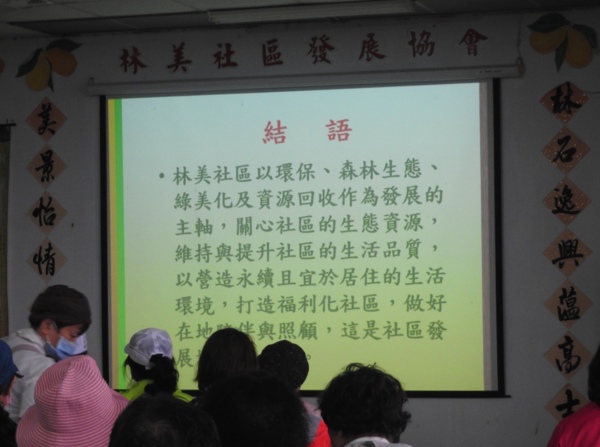 林美社區發展協會
美景怡情
結語
• 林美社區以環保、森林生態、
綠美化及資源回收作為發展的
主軸，關心社區的生態資源，
維持與提升社區的生活品質，
以營造永續且宜於居住的生活
環境，打造福利化社區，做好
在地陪伴與照顧，這是社區發
展
林石逸興蘊高士